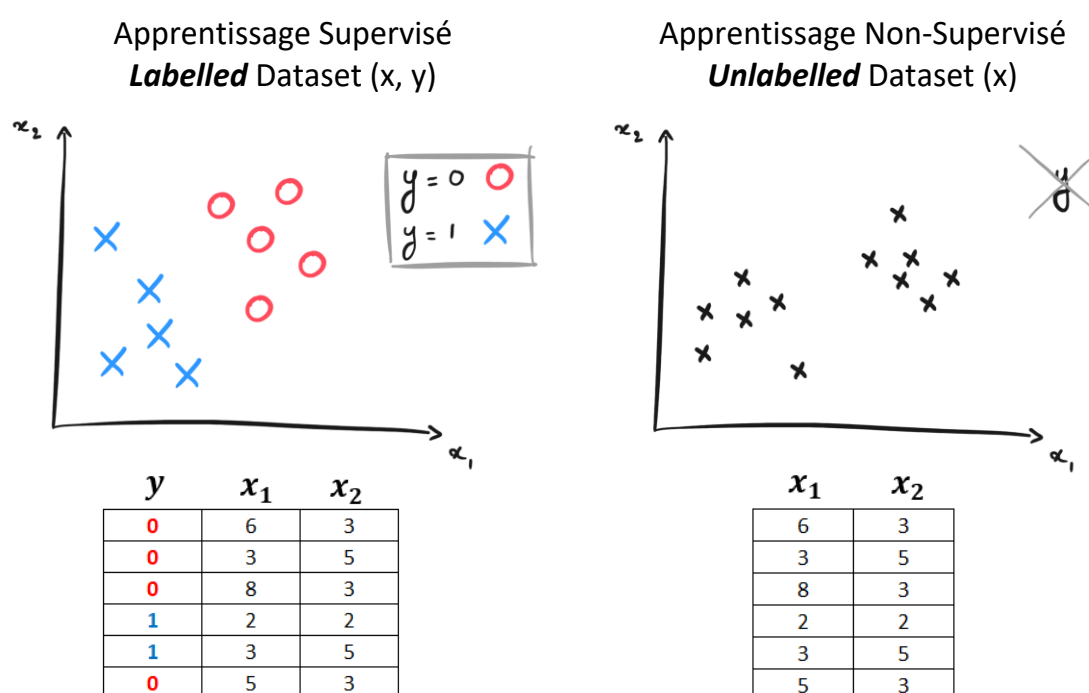 Apprentissage Supervisé
Labelled Dataset (x, y)
x₂
y = 0
y = 1
x₁
y x₁ x₂
0 6 3
0 3 5
0 8 3
1 2 2
1 3 5
0 5 3
Apprentissage Non-Supervisé
Unlabelled Dataset (x)
x₂
y
x₁
x₁ x₂
6 3
3 5
8 3
2 2
3 5
5 3